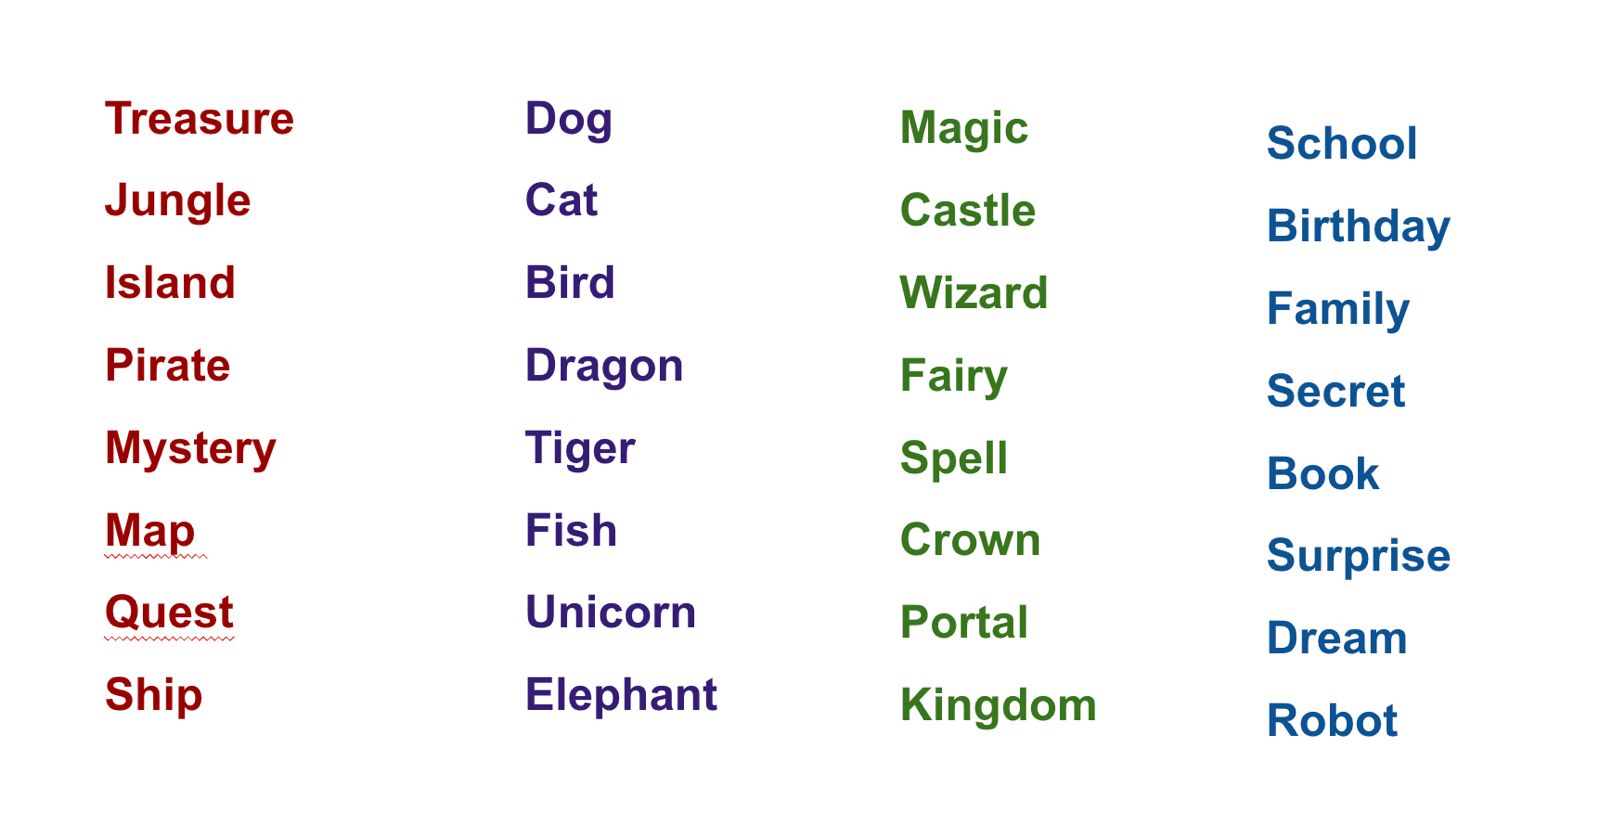 Treasure
Jungle
Island
Pirate
Mystery
Map
Quest
Ship
Dog
Cat
Bird
Dragon
Tiger
Fish
Unicorn
Elephant
Magic
Castle
Wizard
Fairy
Spell
Crown
Portal
Kingdom
School
Birthday
Family
Secret
Book
Surprise
Dream
Robot